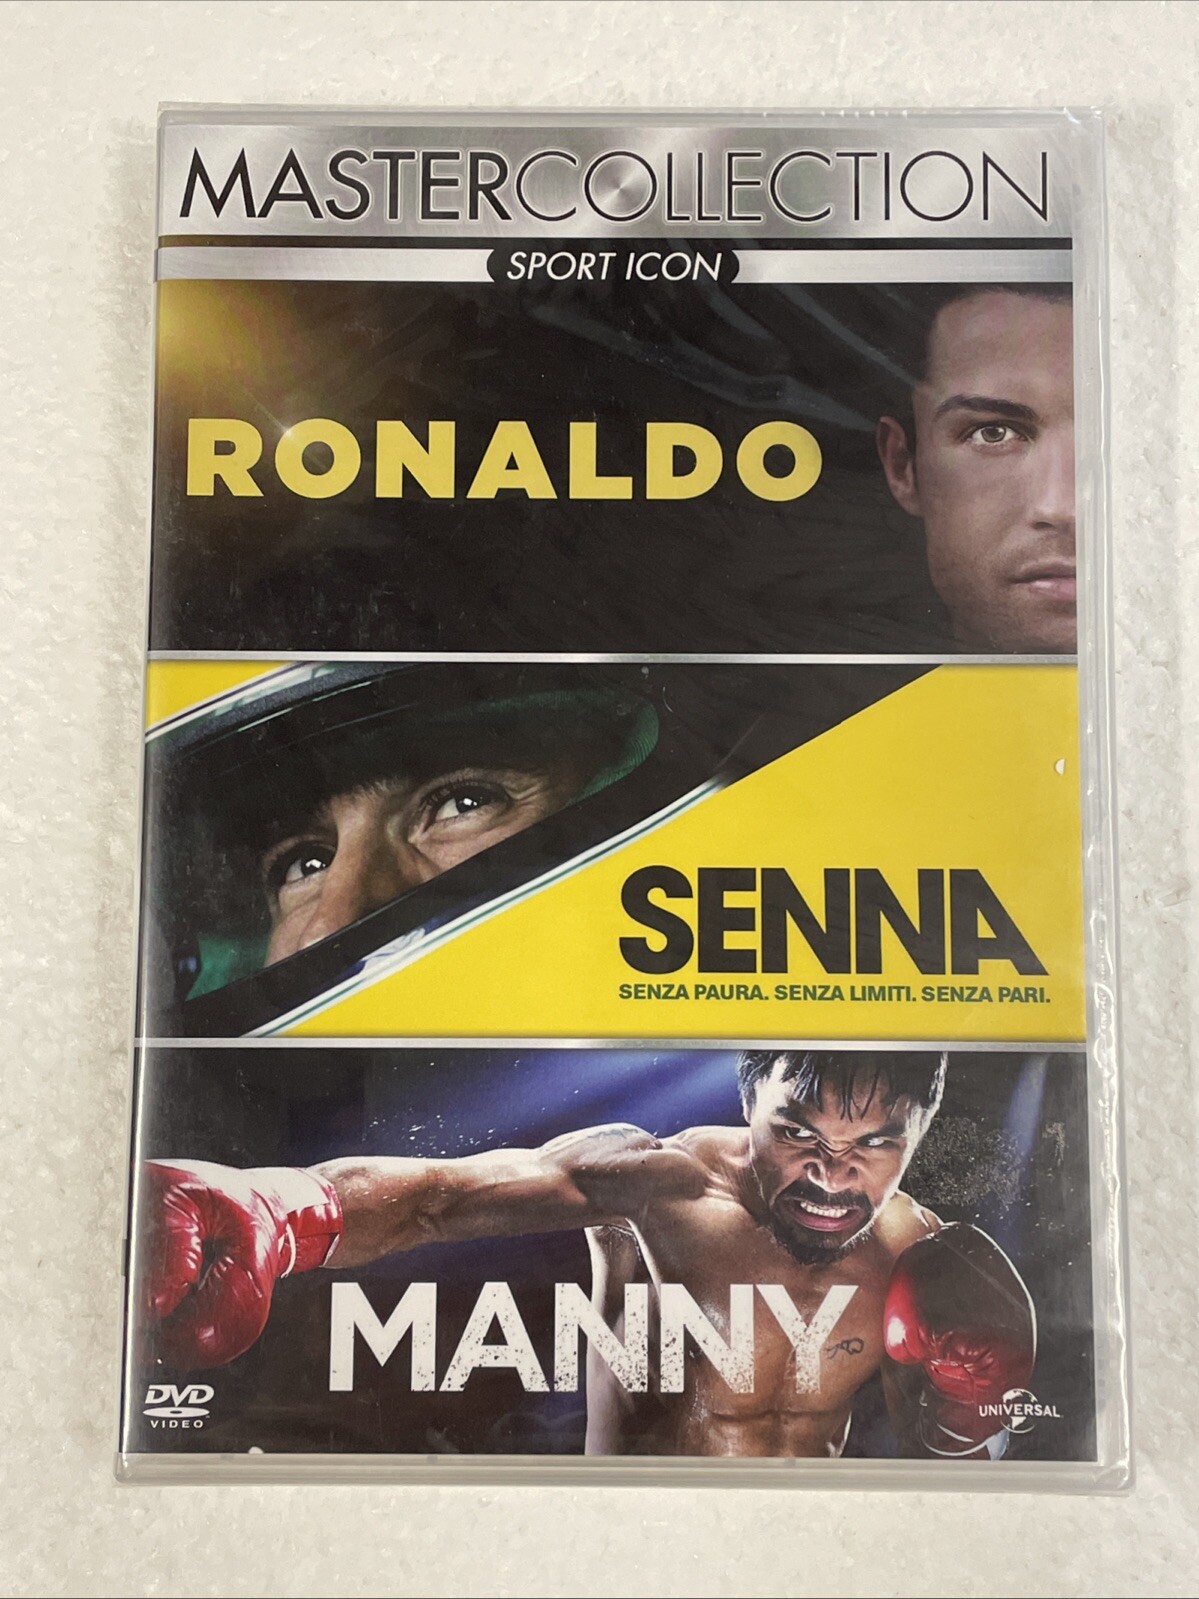 MASTERCOLLECTION
SPORT ICON
RONALDO
SENNA
SENZA PAURA. SENZA LIMITI. SENZA PARI.
MANNY
DVD
VIDEO
UNIVERSAL